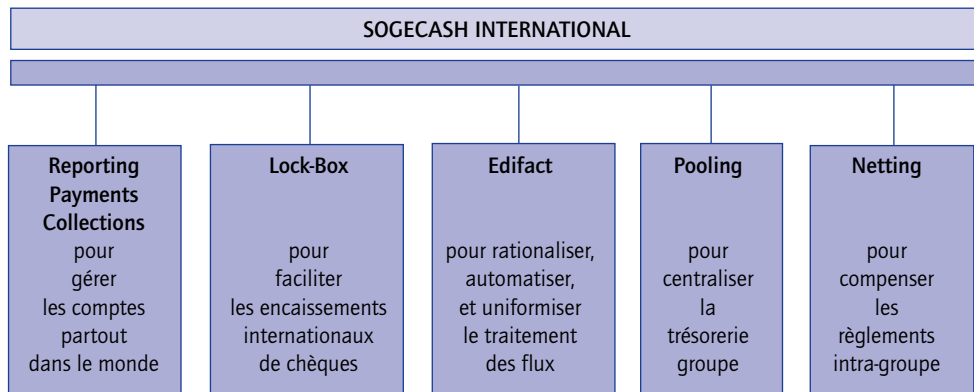 SOGECASH INTERNATIONAL
Reporting
Payments
Collections
pour
gérer
les comptes
partout
dans le monde
Lock-Box
pour
faciliter
les encaissements
internationaux
de chèques
Edifact
pour rationaliser,
automatiser,
et uniformiser
le traitement
des flux
Pooling
pour
centraliser
la
trésorerie
groupe
Netting
pour
compenser
les
règlements
intra-groupe